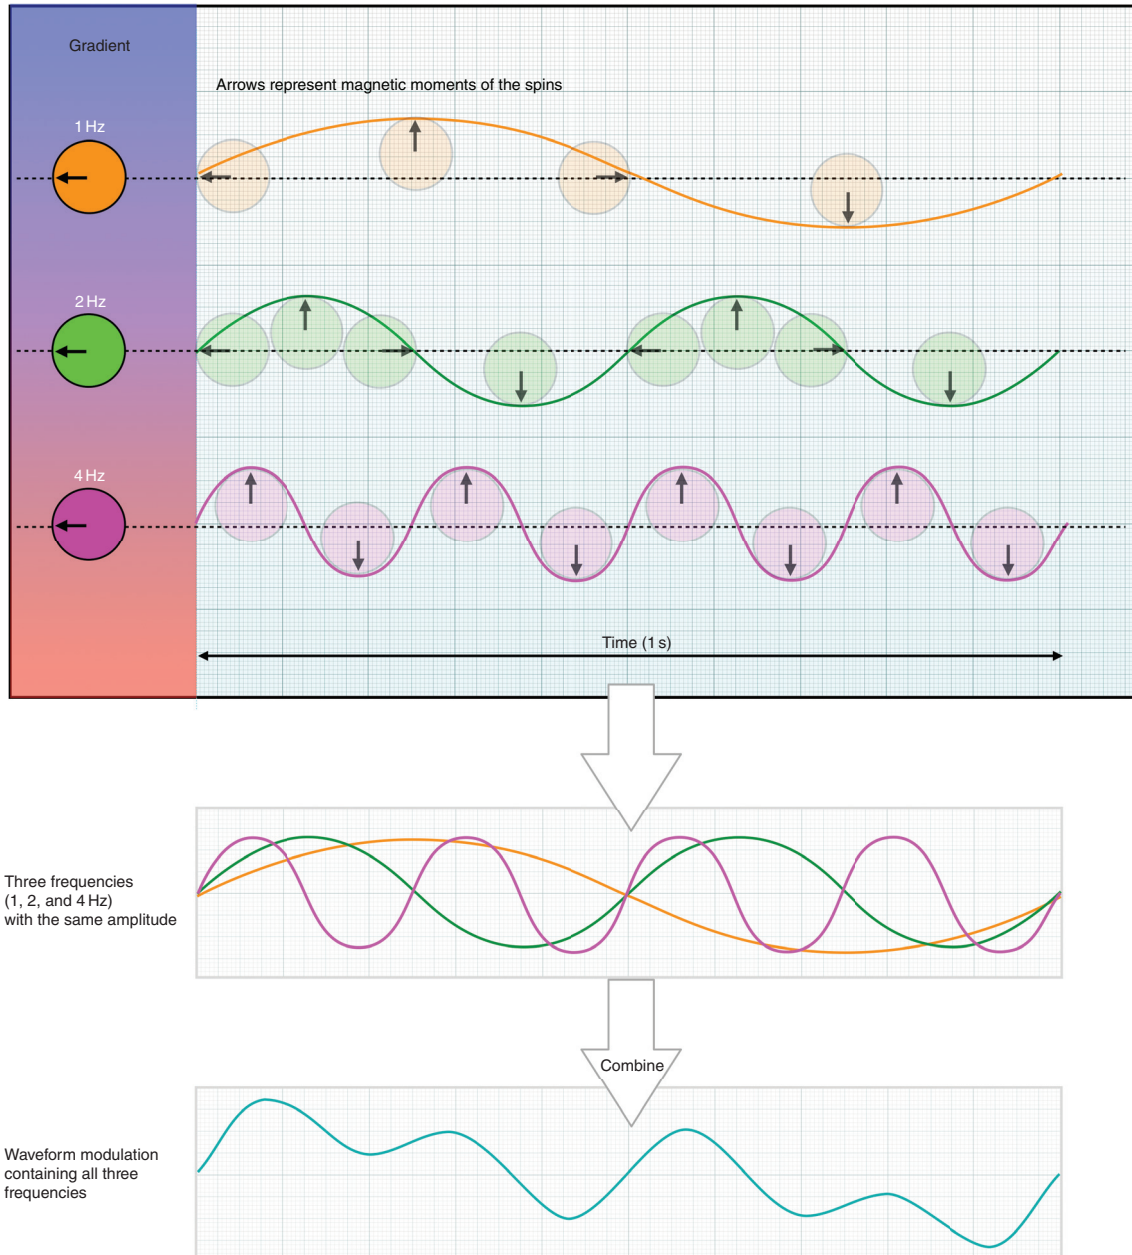 Gradient
Arrows represent magnetic moments of the spins
1 Hz
2 Hz
4 Hz
Time (1 s)
Three frequencies
(1, 2, and 4 Hz)
with the same amplitude
Combine
Waveform modulation
containing all three
frequencies